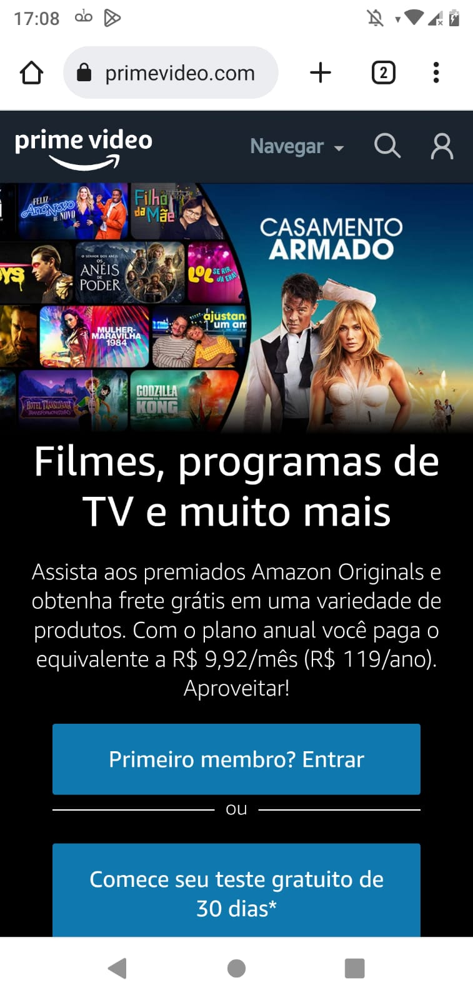 17:08
primevideo.com
2
prime video
Navegar
FELIZ
AnoNovo
DE NOVO
Filho
da Mãe
CASAMENTO
ARMADO
YS
O SENHOR DOS ANÉIS
OS
ANÉIS
DE
PODER
LOL
SE RIR,
JÁ ERA!
MULHER-
MARAVILHA
1984
ajustan
um am
HOTEL TRANSILVÂNIA
TRANSFORMONSTRÃO
GODZILLA
VS.
KONG
Filmes, programas de
TV e muito mais
Assista aos premiados Amazon Originals e
obtenha frete grátis em uma variedade de
produtos. Com o plano anual você paga o
equivalente a R$ 9,92/mês (R$ 119/ano).
Aproveitar!
Primeiro membro? Entrar
ou
Comece seu teste gratuito de
30 dias*